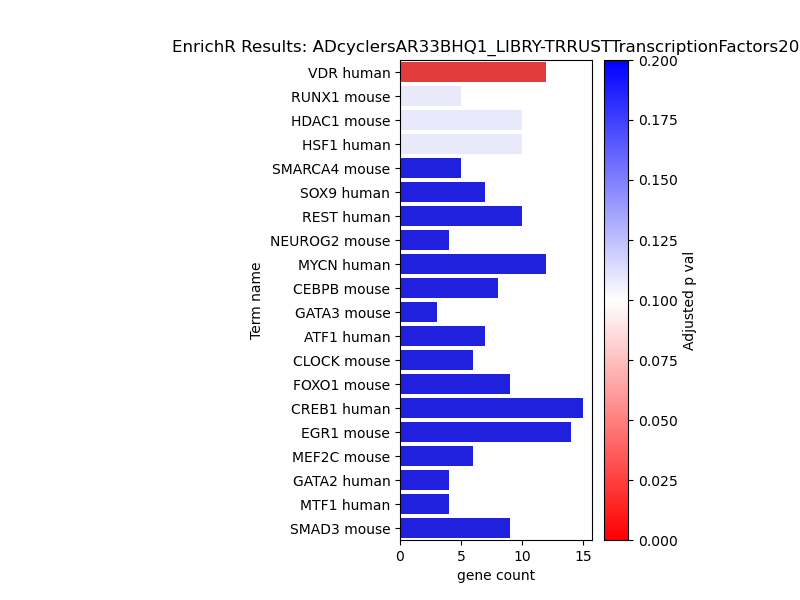 EnrichR Results: ADcyclersAR33BHQ1_LIBRY-TRRUSTTranscriptionFactors20
VDR human
RUNX1 mouse
HDAC1 mouse
HSF1 human
SMARCA4 mouse
SOX9 human
REST human
NEUROG2 mouse
MYCN human
CEBPB mouse
GATA3 mouse
ATF1 human
CLOCK mouse
FOXO1 mouse
CREB1 human
EGR1 mouse
MEF2C mouse
GATA2 human
MTF1 human
SMAD3 mouse
Term name
0 5 10 15
gene count
0.200
0.175
0.150
0.125
0.100
0.075
0.050
0.025
0.000
Adjusted p val